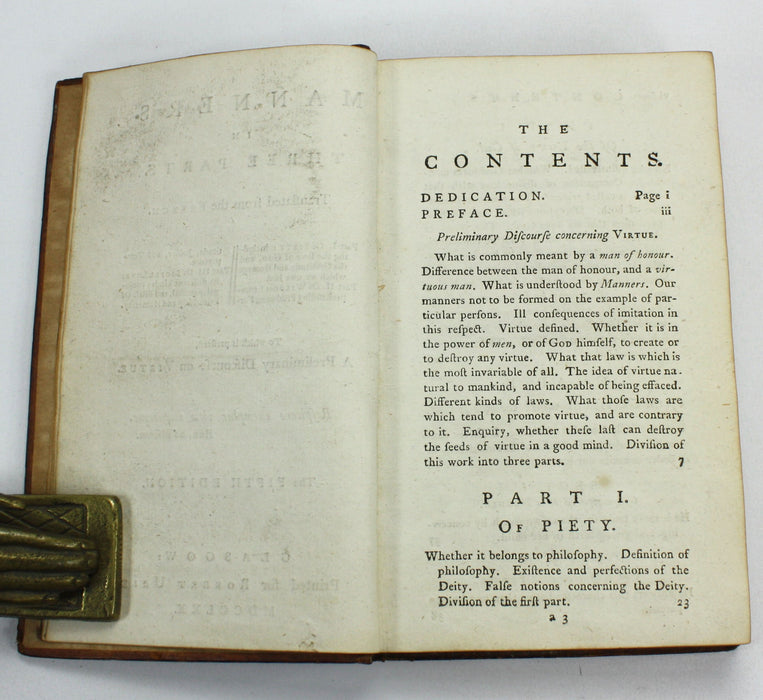 THE
CONTENTS.
DEDICATION. Page i
PREFACE. iii
Preliminary Diſcourſe concerning VIRTUE.
What is commonly meant by a man of honour.
Difference between the man of honour, and a vir-
tuous man. What is underſtood by Manners. Our
manners not to be formed on the example of par-
ticular perſons. Ill conſequences of imitation in
this reſpect. Virtue defined. Whether it is in
the power of men, or of GOD himſelf, to create or
to deſtroy any virtue. What that law is which is
the moſt invariable of all. The idea of virtue na-
tural to mankind, and incapable of being effaced.
Different kinds of laws. What thoſe laws are
which tend to promote virtue, and are contrary
to it. Enquiry, whether theſe laſt can deſtroy
the ſeeds of virtue in a good mind. Diviſion of
this work into three parts. 7
PART I.
OF PIETY.
Whether it belongs to philoſophy. Definition of
philoſophy. Exiſtence and perfections of the
Deity. Falſe notions concerning the Deity.
Diviſion of the firſt part. 23
a 3